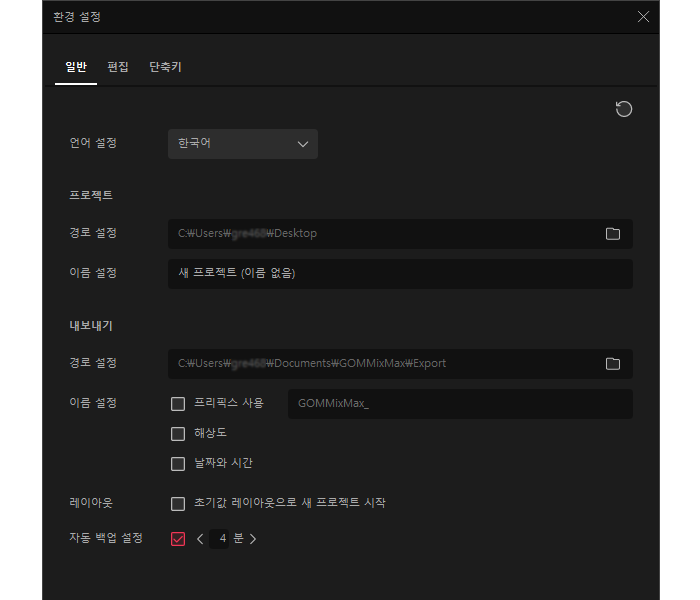 환경 설정
일반 편집 단축키
언어 설정 한국어
프로젝트
경로 설정 C:₩Users₩ ₩Desktop
이름 설정 새 프로젝트 (이름 없음)
내보내기
경로 설정 C:₩Users₩ ₩Documents₩GOMMixMax₩Export
이름 설정 프리픽스 사용 GOMMixMax_
해상도
날짜와 시간
레이아웃 초기값 레이아웃으로 새 프로젝트 시작
자동 백업 설정 4 분